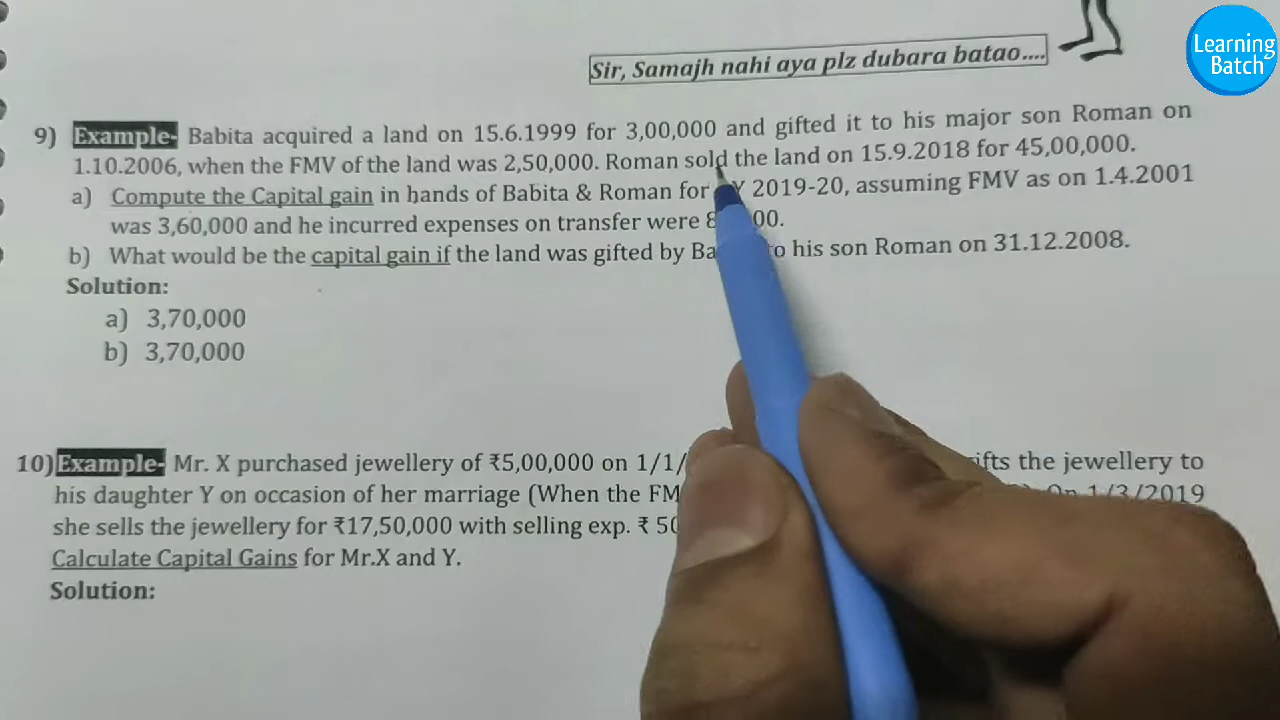 Learning
Batch
Sir, Samajh nahi aya plz dubara batao....
9) Example- Babita acquired a land on 15.6.1999 for 3,00,000 and gifted it to his major son Roman on
1.10.2006, when the FMV of the land was 2,50,000. Roman sold the land on 15.9.2018 for 45,00,000.
a) Compute the Capital gain in hands of Babita & Roman for Y 2019-20, assuming FMV as on 1.4.2001
was 3,60,000 and he incurred expenses on transfer were
b) What would be the capital gain if the land was gifted by to his son Roman on 31.12.2008.
Solution:
a) 3,70,000
b) 3,70,000
10) Example- Mr. X purchased jewellery of ₹5,00,000 on 1/1/ the jewellery to
his daughter Y on occasion of her marriage (When the On 1/3/2019
she sells the jewellery for ₹17,50,000 with selling exp. ₹
Calculate Capital Gains for Mr.X and Y.
Solution: